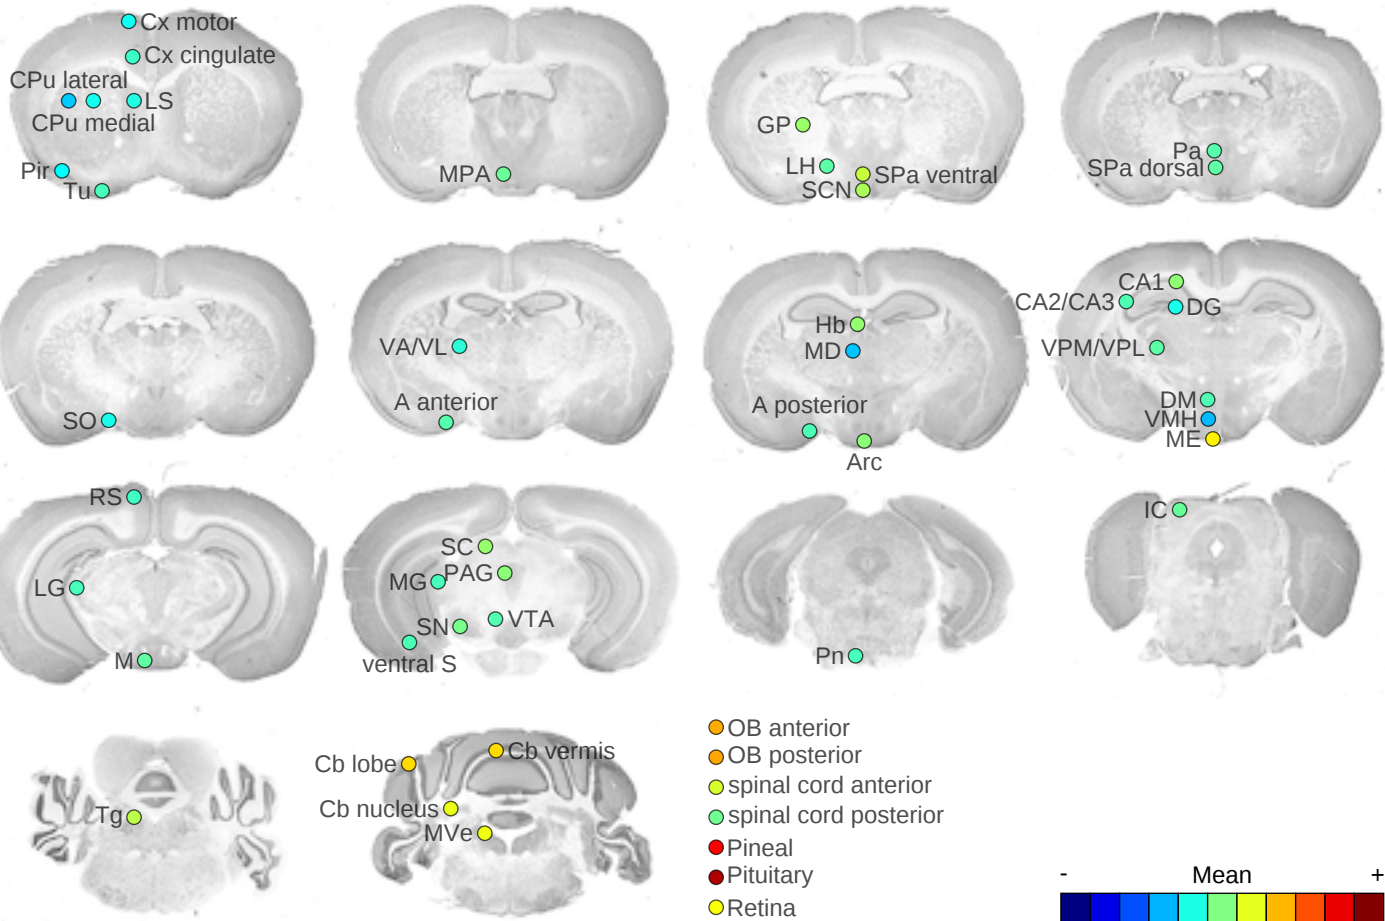 Cx motor
Cx cingulate
CPu lateral
LS
CPu medial
Pir
Tu
MPA
GP
LH
SPa ventral
SCN
Pa
SPa dorsal
SO
VA/VL
A anterior
Hb
MD
A posterior
Arc
CA1
CA2/CA3
DG
VPM/VPL
DM
VMH
ME
RS
LG
M
SC
MG
PAG
SN
VTA
ventral S
Pn
IC
Tg
Cb lobe
Cb vermis
Cb nucleus
MVe
OB anterior
OB posterior
spinal cord anterior
spinal cord posterior
Pineal
Pituitary
Retina
- Mean +